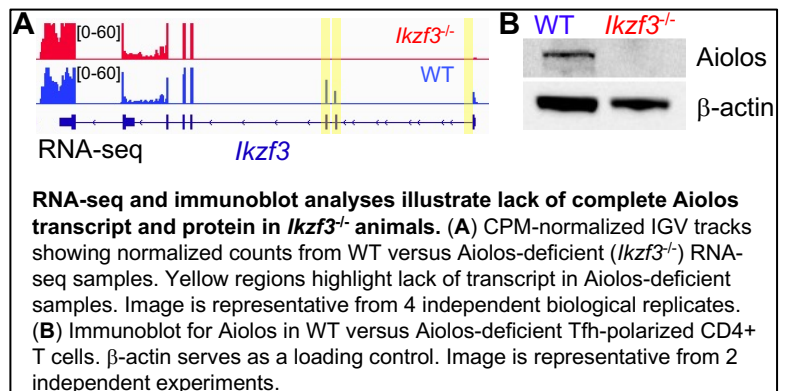 A
B
WT Ikzf3-/-
[0-60]
Ikzf3-/-
[0-60]
WT
Aiolos
β-actin
RNA-seq
Ikzf3
RNA-seq and immunoblot analyses illustrate lack of complete Aiolos
transcript and protein in Ikzf3-/- animals. (A) CPM-normalized IGV tracks
showing normalized counts from WT versus Aiolos-deficient (Ikzf3-/-) RNA-
seq samples. Yellow regions highlight lack of transcript in Aiolos-deficient
samples. Image is representative from 4 independent biological replicates.
(B) Immunoblot for Aiolos in WT versus Aiolos-deficient Tfh-polarized CD4+
T cells. β-actin serves as a loading control. Image is representative from 2
independent experiments.